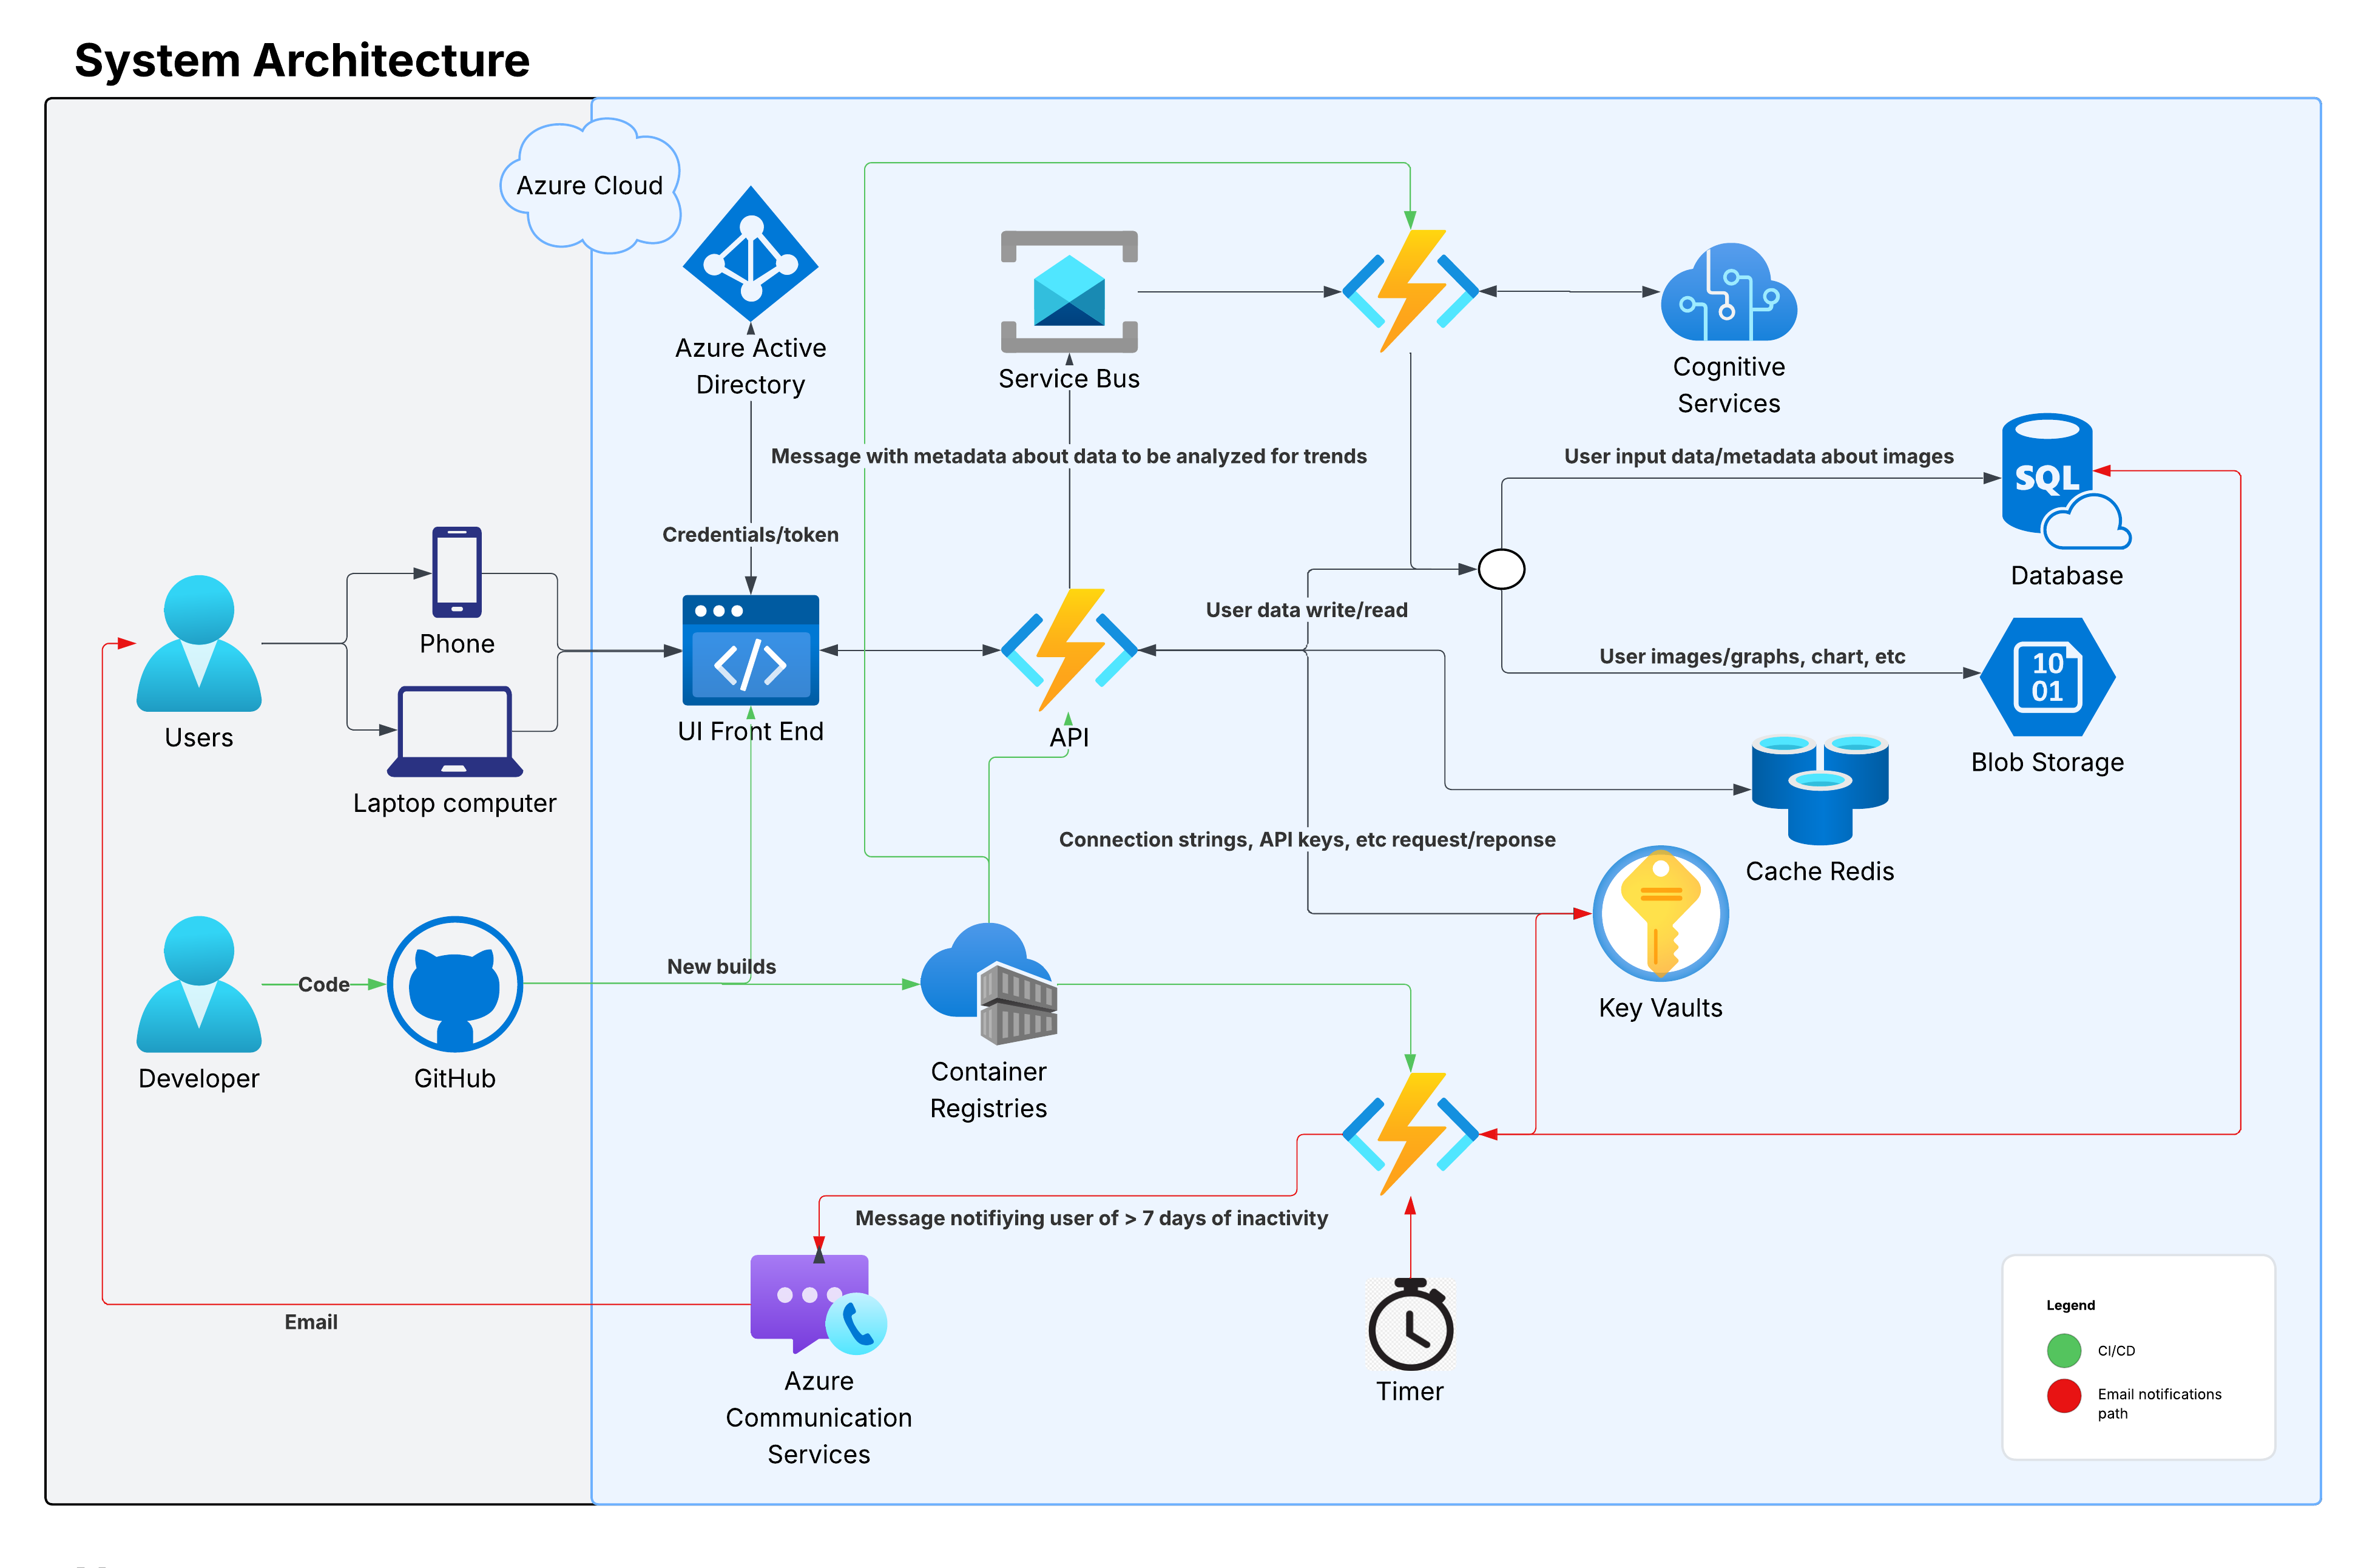 System Architecture
Azure Cloud
Azure Active
Directory
Service Bus
Cognitive
Services
Message with metadata about data to be analyzed for trends
User input data/metadata about images
SQL
Credentials/token
Database
User data write/read
Phone
User images/graphs, chart, etc
10
01
Users
UI Front End
API
Blob Storage
Laptop computer
Connection strings, API keys, etc request/reponse
Cache Redis
New builds
Code
Key Vaults
Developer
GitHub
Container
Registries
Message notifiying user of > 7 days of inactivity
Email
Azure
Communication
Services
Timer
Legend
CI/CD
Email notifications
path